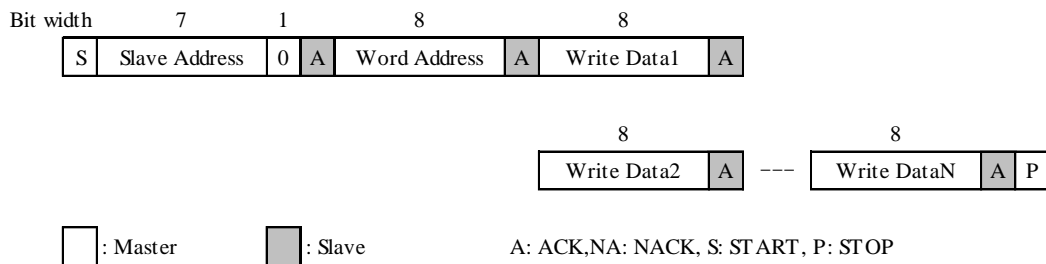 Bit width 7 1 8 8
S Slave Address 0 A Word Address A Write Data1 A
8 8
Write Data2 A --- Write DataN A P
: Master : Slave A: ACK,NA: NACK, S: START, P: STOP